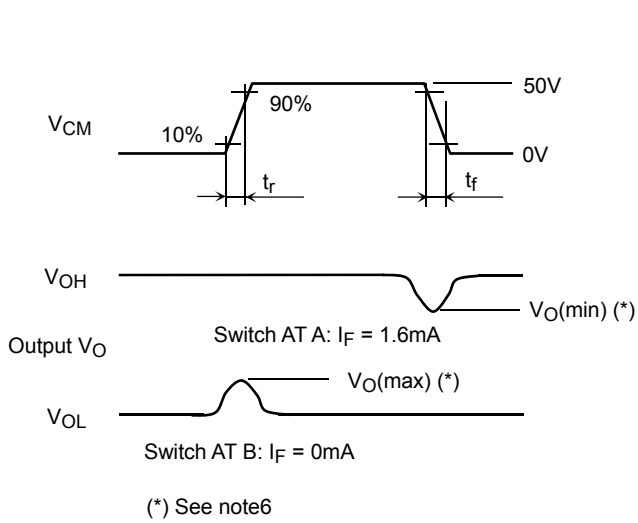 50V
90%
VCM
10%
0V
tr
tf
VOH
VO(min) (*)
Switch AT A: IF = 1.6mA
Output VO
VO(max) (*)
VOL
Switch AT B: IF = 0mA
(*) See note6